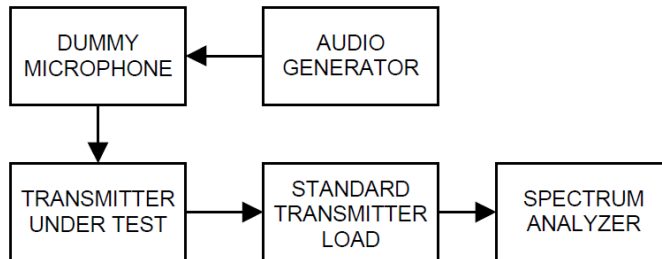 DUMMY
MICROPHONE
AUDIO
GENERATOR
TRANSMITTER
UNDER TEST
STANDARD
TRANSMITTER
LOAD
SPECTRUM
ANALYZER